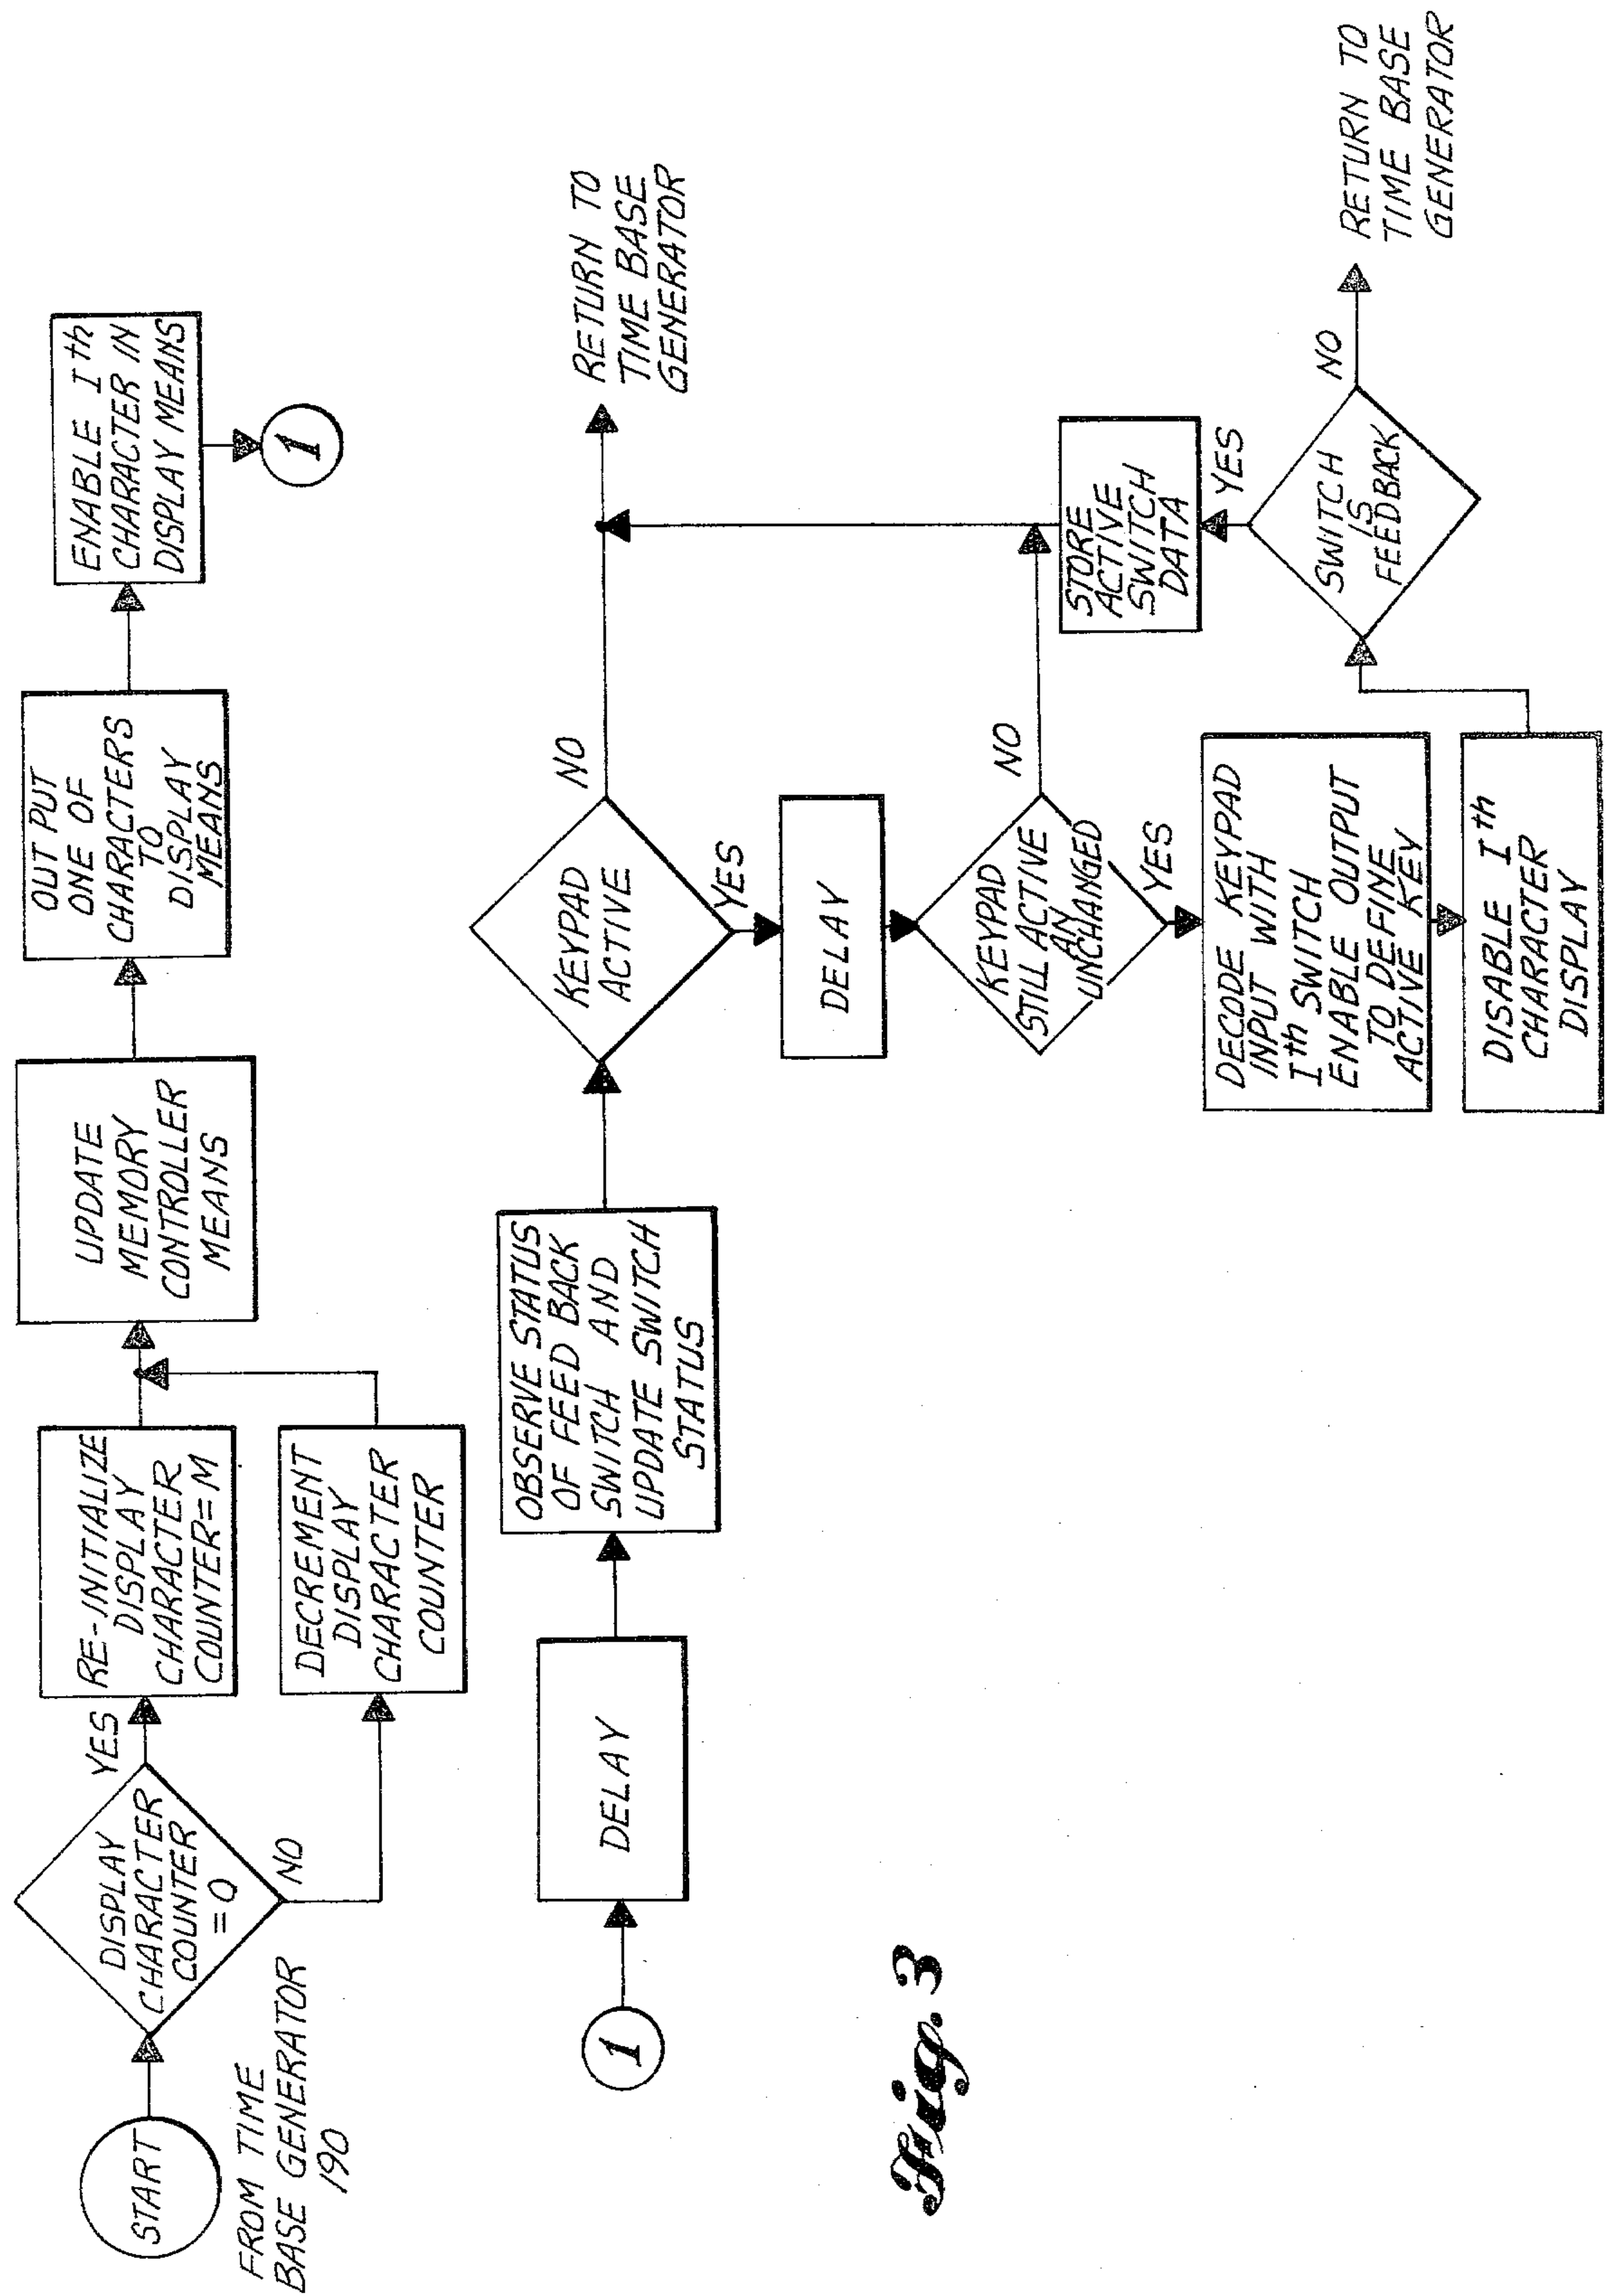 START
FROM TIME
BASE GENERATOR
190
DISPLAY
CHARACTER
COUNTER
=0
YES
NO
RE-INITIALIZE
DISPLAY
CHARACTER
COUNTER=M
DECREMENT
DISPLAY
CHARACTER
COUNTER
UPDATE
MEMORY
CONTROLLER
MEANS
OUT PUT
ONE OF
CHARACTERS
TO
DISPLAY
MEANS
ENABLE Ith
CHARACTER IN
DISPLAY MEANS
1
1
DELAY
OBSERVE STATUS
OF FEED BACK
SWITCH AND
UPDATE SWITCH
STATUS
KEYPAD
ACTIVE
NO
RETURN TO
TIME BASE
GENERATOR
YES
DELAY
KEYPAD
STILL ACTIVE
AN
UNCHANGED
NO
YES
DECODE KEYPAD
INPUT WITH
Ith SWITCH
ENABLE OUTPUT
TO DEFINE
ACTIVE KEY
DISABLE Ith
CHARACTER
DISPLAY
SWITCH
IS
FEEDBACK
YES
STORE
ACTIVE
SWITCH
DATA
NO
RETURN TO
TIME BASE
GENERATOR
Fig. 3